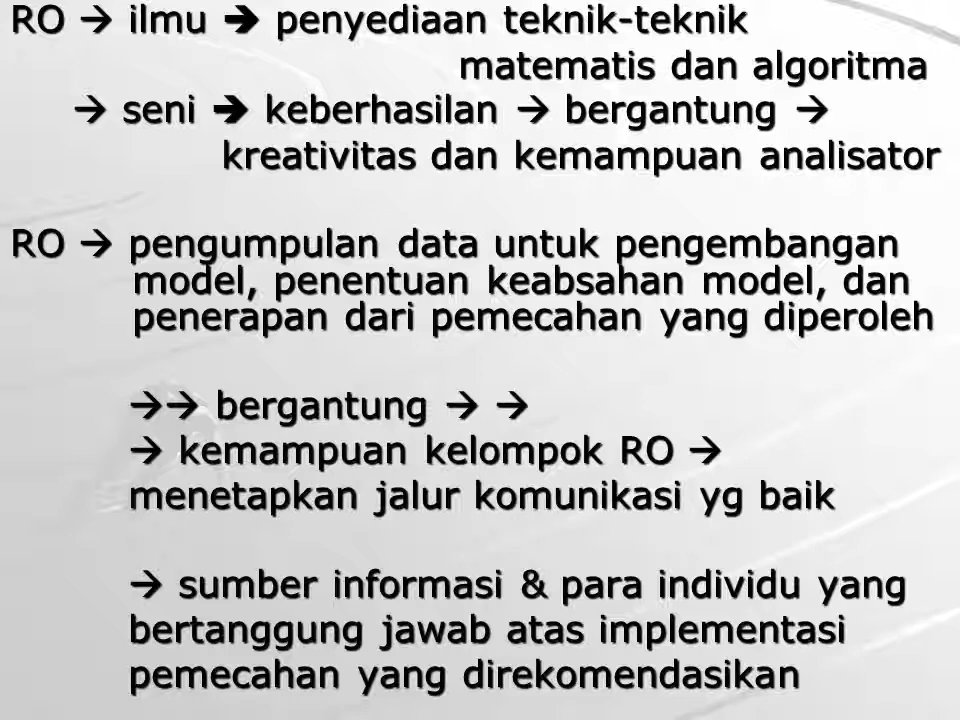 RO → ilmu ➔ penyediaan teknik-teknik
matematis dan algoritma
→ seni ➔ keberhasilan → bergantung →
kreativitas dan kemampuan analisator
RO → pengumpulan data untuk pengembangan
model, penentuan keabsahan model, dan
penerapan dari pemecahan yang diperoleh
→→ bergantung → →
→ kemampuan kelompok RO →
menetapkan jalur komunikasi yg baik
→ sumber informasi & para individu yang
bertanggung jawab atas implementasi
pemecahan yang direkomendasikan